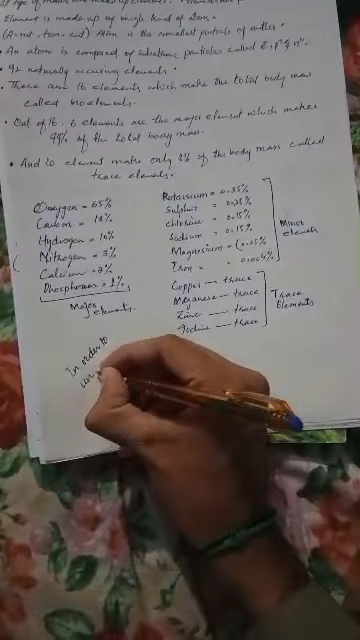 Element is made up of single kind of atom.
Atom is the smallest particle of matter.
• An atom is composed of subatomic particles called
• 92 naturally occuring elements.
• There are 16 elements which make the total body mass
called bioelements.
• Out of 16, 6 elements are the major element which makes
99% of the total body mass.
• And 10 element make only 1% of the body mass called
trace elements.
Oxygen = 65%
Carbon = 18%
Hydrogen = 10%
Nitrogen = 3%
Calcium = 2%
Phosphorous = 1%
Major
elements.
Potassium = 0.35%
Sulphur = 0.25%
Chlorine = 0.15%
Sodium = 0.15%
Magnesium = 0.05%
Iron = 0.004%
Minor
elements
Copper — trace
Maganese — trace
Zinc — trace
Iodine — trace
Trace
Elements
In order to